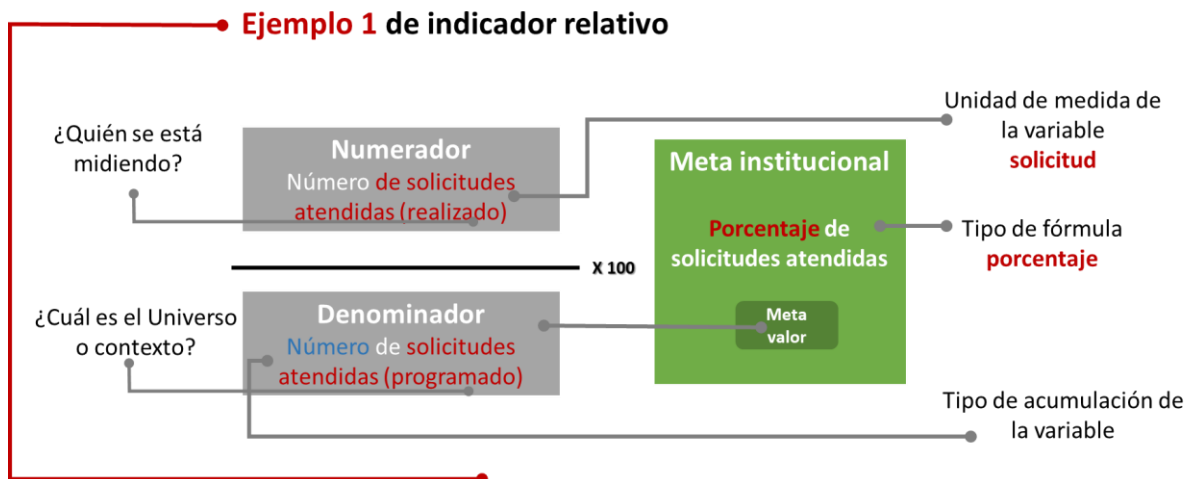 Ejemplo 1 de indicador relativo
¿Quién se está
midiendo?
Numerador
Número de solicitudes
atendidas (realizado)
X 100
¿Cuál es el Universo
o contexto?
Denominador
Número de solicitudes
atendidas (programado)
Meta institucional
Porcentaje de
solicitudes atendidas
Meta
valor
Unidad de medida de
la variable
solicitud
Tipo de fórmula
porcentaje
Tipo de acumulación de
la variable